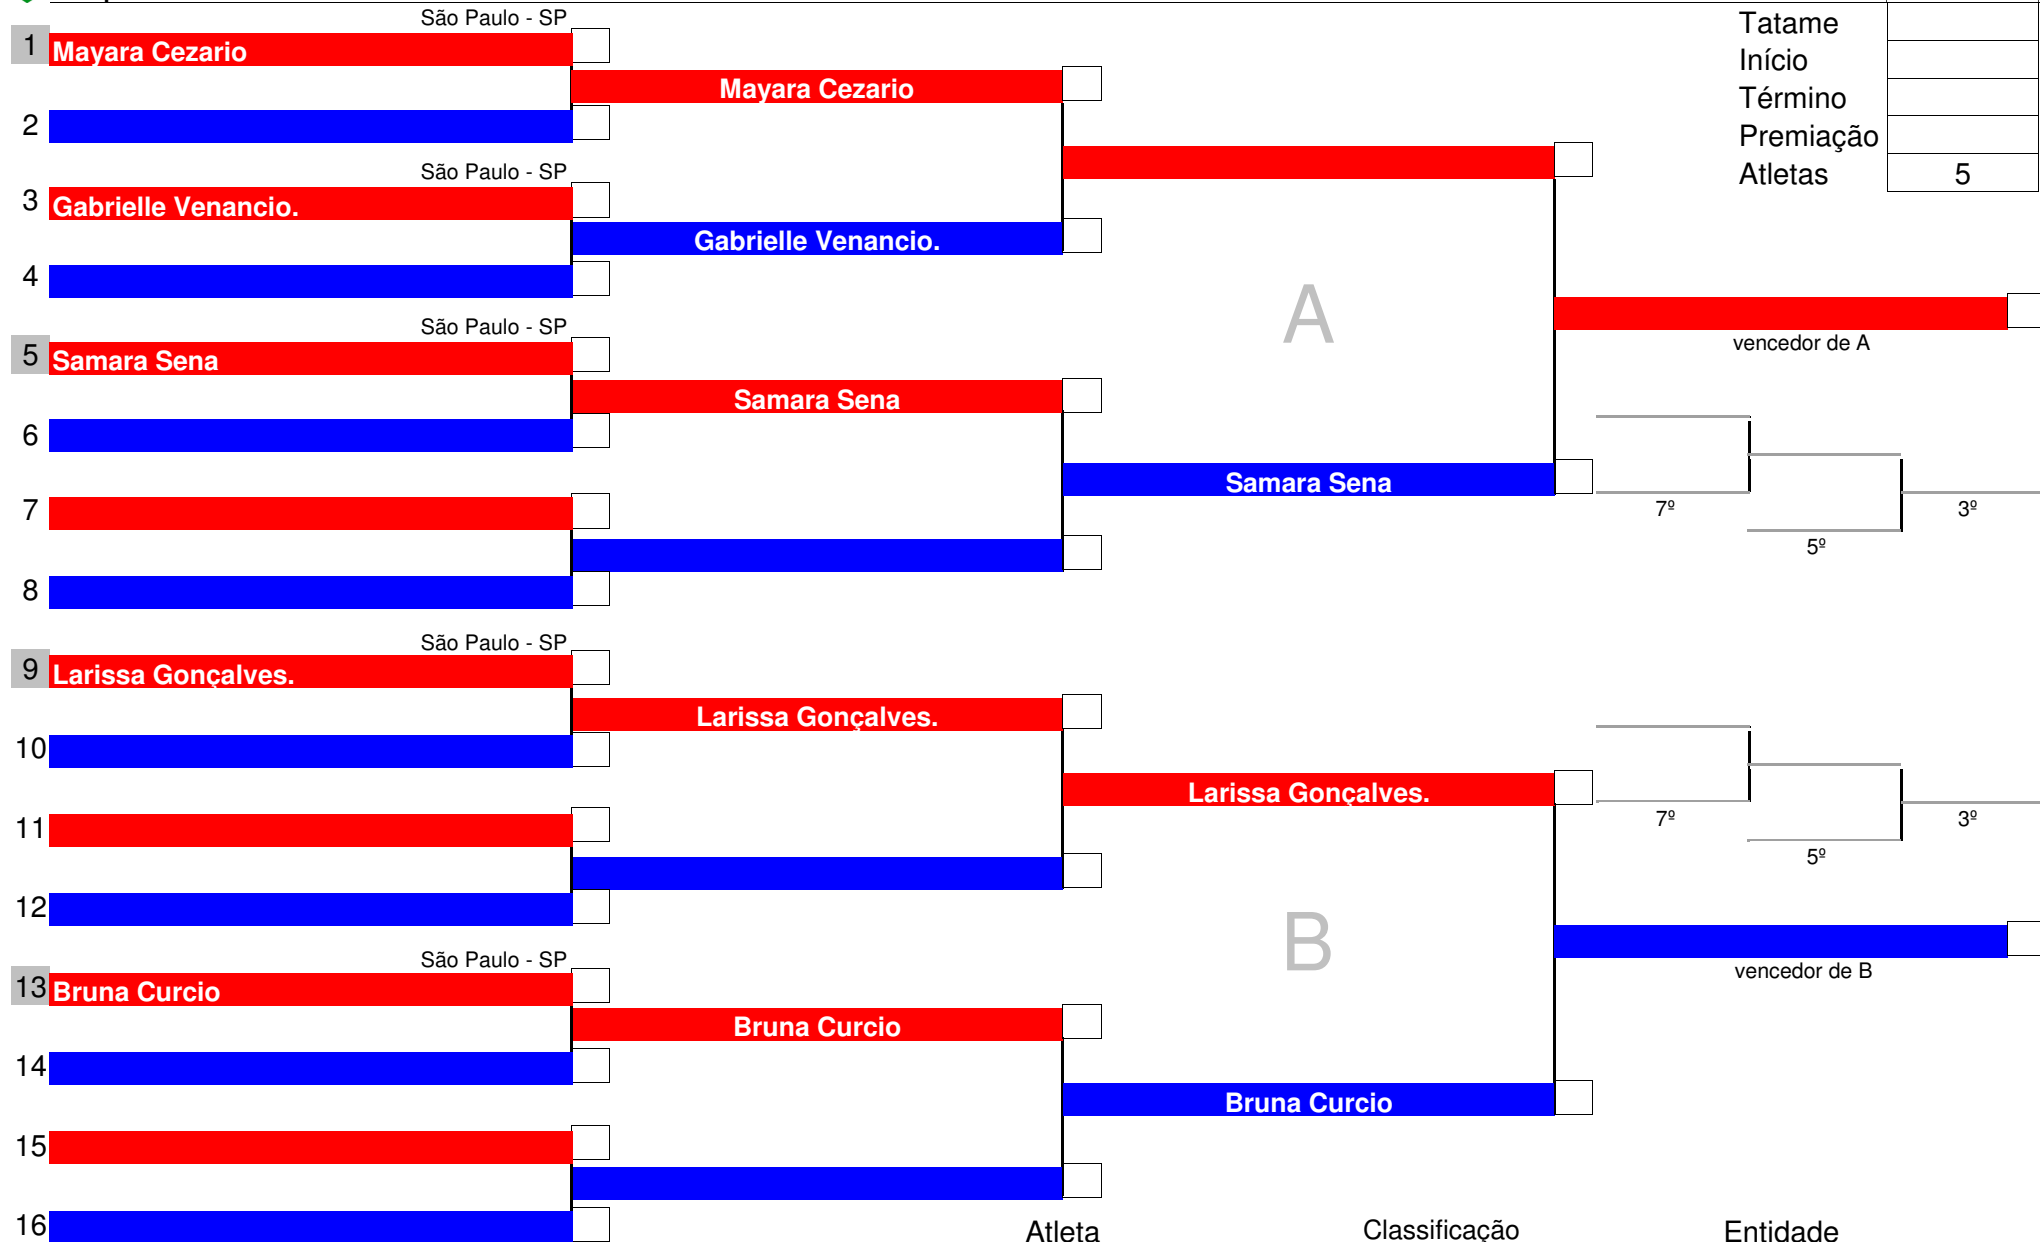 São Paulo - SP
1 Mayara Cezario
Mayara Cezario
2
São Paulo - SP
3 Gabrielle Venancio.
Gabrielle Venancio.
4
São Paulo - SP
5 Samara Sena
Samara Sena
6
Samara Sena
7
8
Tatame
Início
Término
Premiação
Atletas 5
A
vencedor de A
7º
3º
5º
São Paulo - SP
9 Larissa Gonçalves.
Larissa Gonçalves.
10
Larissa Gonçalves.
11
12
7º
3º
5º
B
vencedor de B
São Paulo - SP
13 Bruna Curcio
Bruna Curcio
14
Bruna Curcio
15
16
Atleta Classificação Entidade